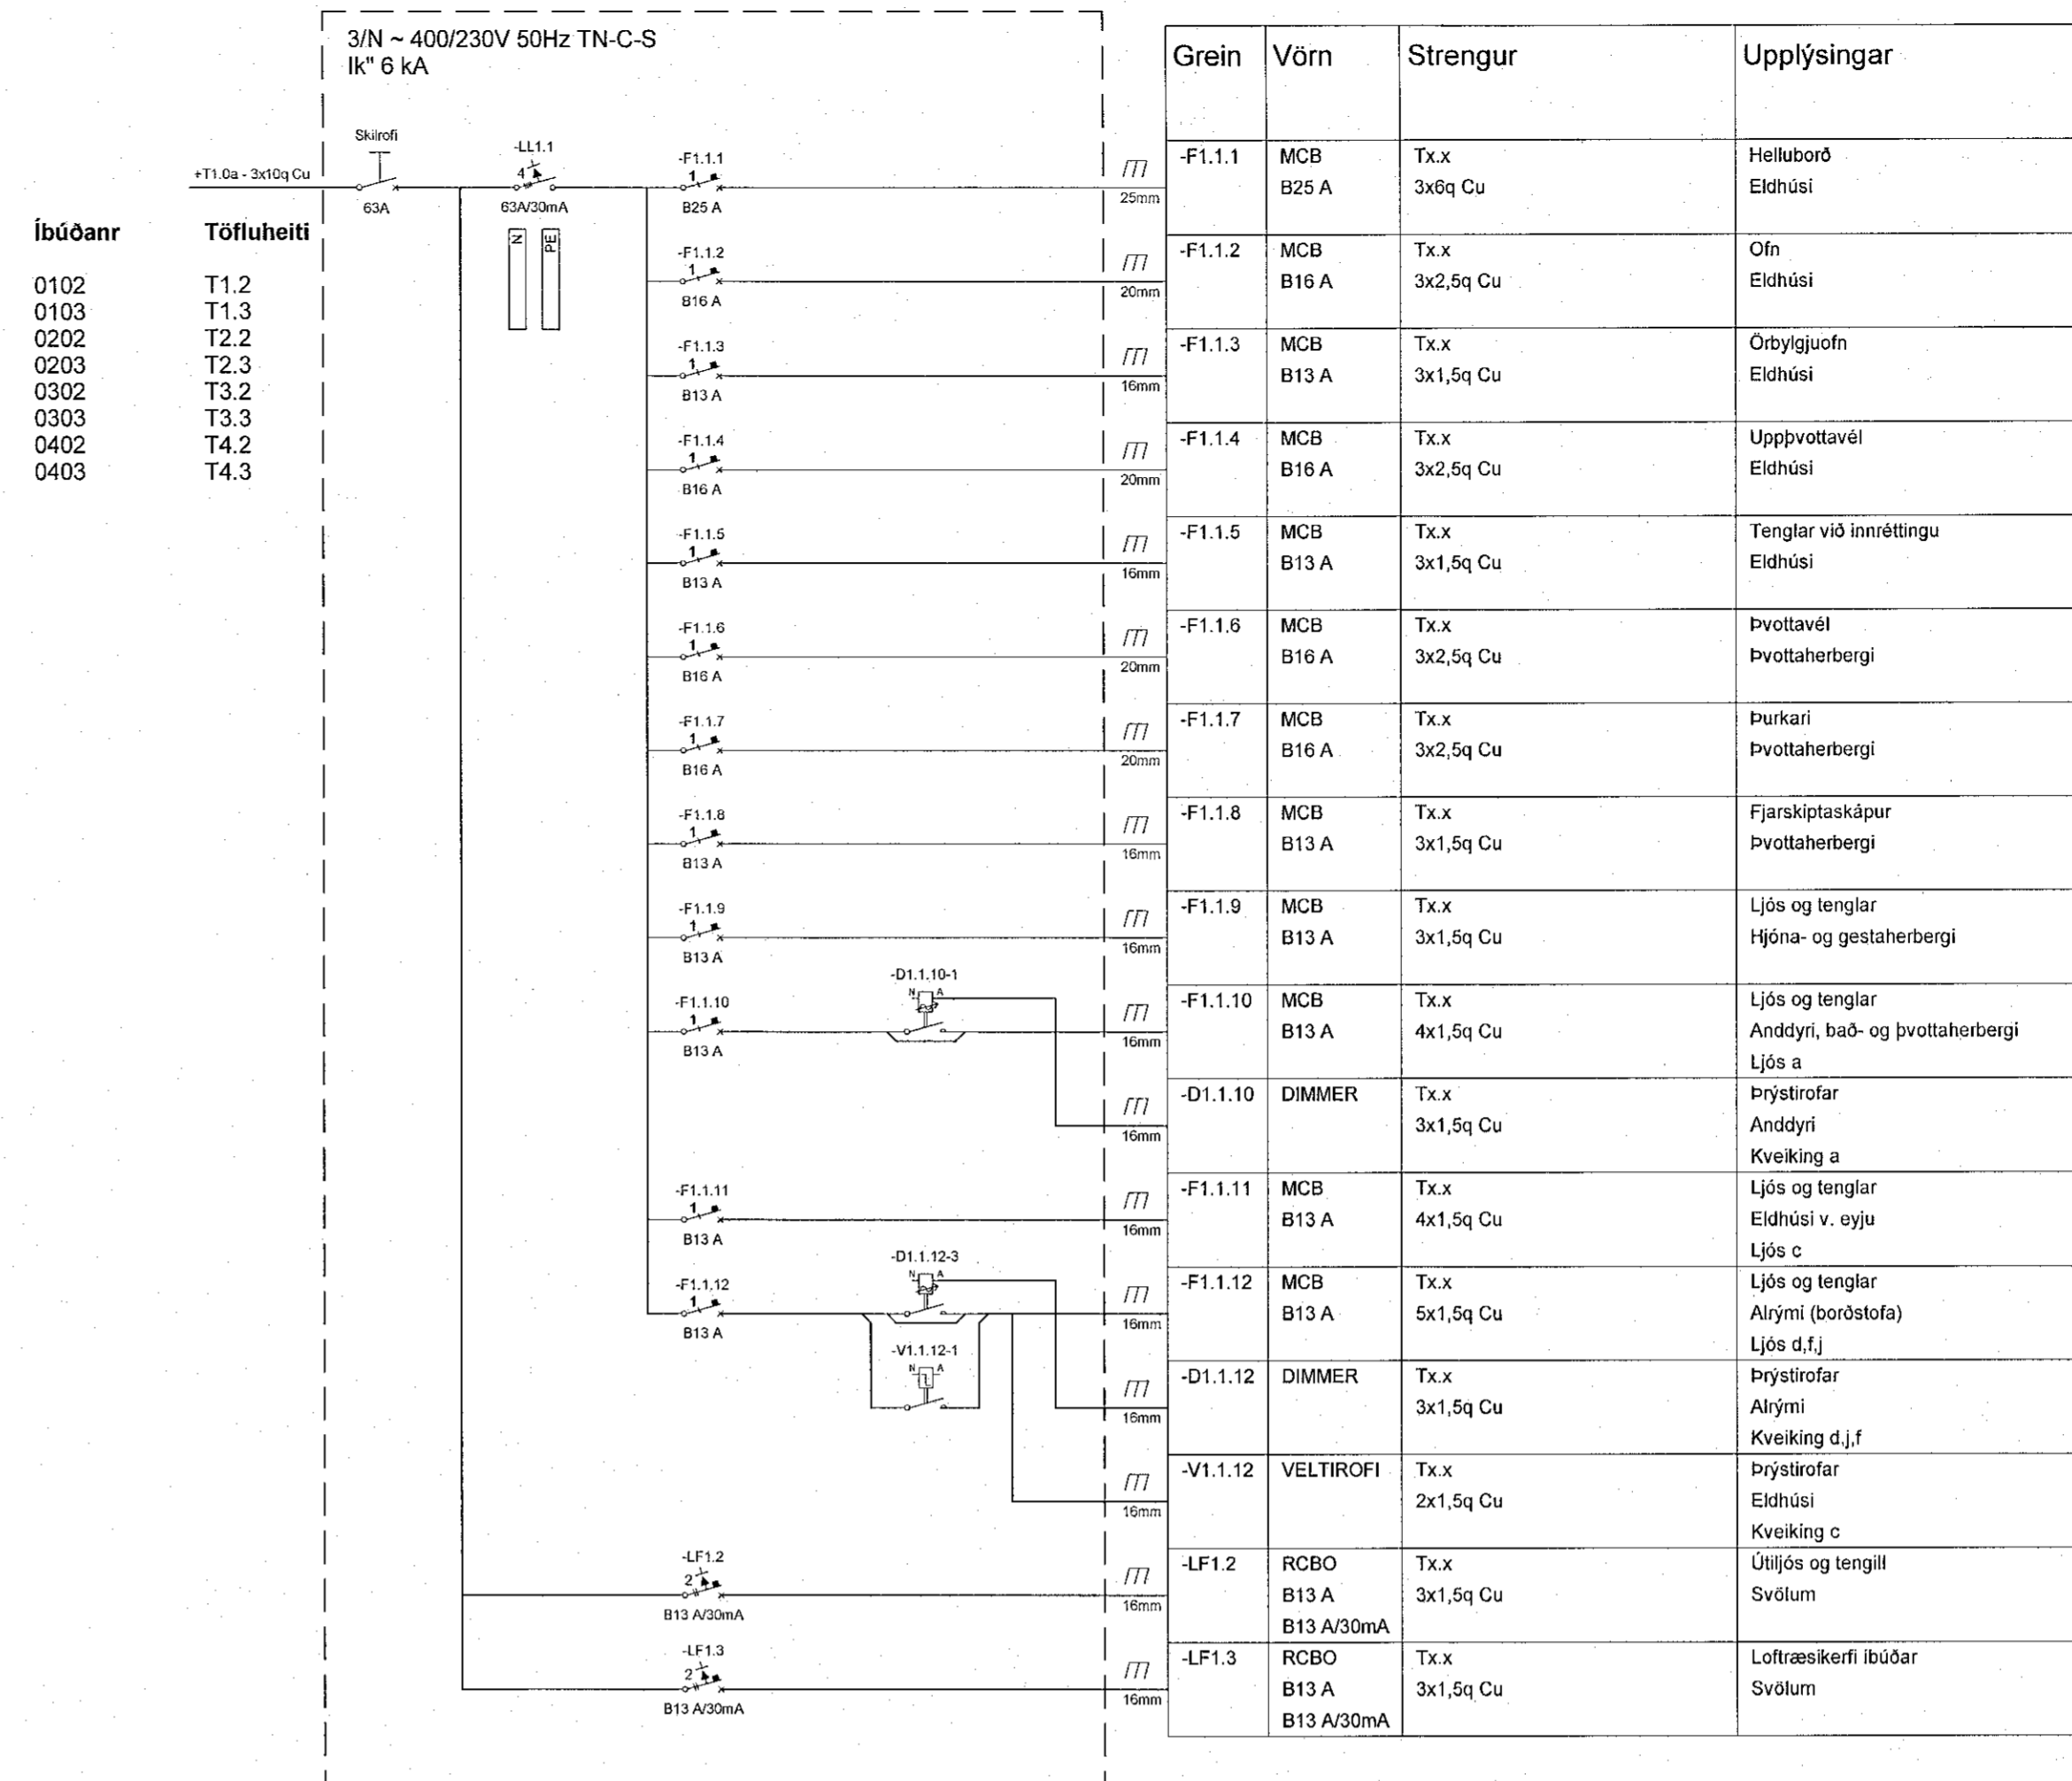 3/N ~ 400/230V 50Hz TN-C-S
Ik" 6 kA
Skilrofi
+T1.0a - 3x10q Cu
63A
-LL1.1
4
63A/30mA
N
PE
Íbúðanr Töfluheiti
0102 T1.2
0103 T1.3
0202 T2.2
0203 T2.3
0302 T3.2
0303 T3.3
0402 T4.2
0403 T4.3
-F1.1.1
1
B25 A
25mm
-F1.1.2
1
B16 A
20mm
-F1.1.3
1
B13 A
16mm
-F1.1.4
1
B16 A
20mm
-F1.1.5
1
B13 A
16mm
-F1.1.6
1
B16 A
20mm
-F1.1.7
1
B16 A
20mm
-F1.1.8
1
B13 A
16mm
-F1.1.9
1
B13 A
16mm
-D1.1.10-1
N A
-F1.1.10
1
B13 A
16mm
16mm
-F1.1.11
1
B13 A
16mm
-D1.1.12-3
N A
-F1.1.12
1
B13 A
16mm
-V1.1.12-1
N A
16mm
16mm
-LF1.2
2
B13 A/30mA
16mm
-LF1.3
2
B13 A/30mA
16mm
Grein Vörn Strengur Upplýsingar
-F1.1.1 MCB Tx.x Helluborð
B25 A 3x6q Cu Eldhúsi
-F1.1.2 MCB Tx.x Ofn
B16 A 3x2,5q Cu Eldhúsi
-F1.1.3 MCB Tx.x Örbylgjuofn
B13 A 3x1,5q Cu Eldhúsi
-F1.1.4 MCB Tx.x Uppþvottavél
B16 A 3x2,5q Cu Eldhúsi
-F1.1.5 MCB Tx.x Tenglar við innréttingu
B13 A 3x1,5q Cu Eldhúsi
-F1.1.6 MCB Tx.x Þvottavél
B16 A 3x2,5q Cu Þvottaherbergi
-F1.1.7 MCB Tx.x Þurkari
B16 A 3x2,5q Cu Þvottaherbergi
-F1.1.8 MCB Tx.x Fjarskiptaskápur
B13 A 3x1,5q Cu Þvottaherbergi
-F1.1.9 MCB Tx.x Ljós og tenglar
B13 A 3x1,5q Cu Hjóna- og gestaherbergi
-F1.1.10 MCB Tx.x Ljós og tenglar
B13 A 4x1,5q Cu Anddyri, bað- og þvottaherbergi
Ljós a
-D1.1.10 DIMMER Tx.x Þrýstirofar
3x1,5q Cu Anddyri
Kveiking a
-F1.1.11 MCB Tx.x Ljós og tenglar
B13 A 4x1,5q Cu Eldhúsi v. eyju
Ljós c
-F1.1.12 MCB Tx.x Ljós og tenglar
B13 A 5x1,5q Cu Alrými (borðstofa)
Ljós d,f,j
-D1.1.12 DIMMER Tx.x Þrýstirofar
3x1,5q Cu Alrými
Kveiking d,j,f
-V1.1.12 VELTIROFI Tx.x Þrýstirofar
2x1,5q Cu Eldhúsi
Kveiking c
-LF1.2 RCBO Tx.x Útiljós og tengill
B13 A 3x1,5q Cu Svölum
B13 A/30mA
-LF1.3 RCBO Tx.x Loftræsikerfi íbúðar
B13 A 3x1,5q Cu Svölum
B13 A/30mA